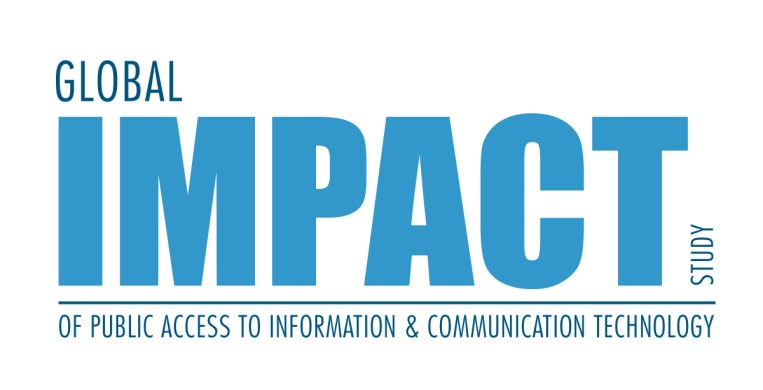 GLOBAL
IMPACT
STUDY
OF PUBLIC ACCESS TO INFORMATION & COMMUNICATION TECHNOLOGY